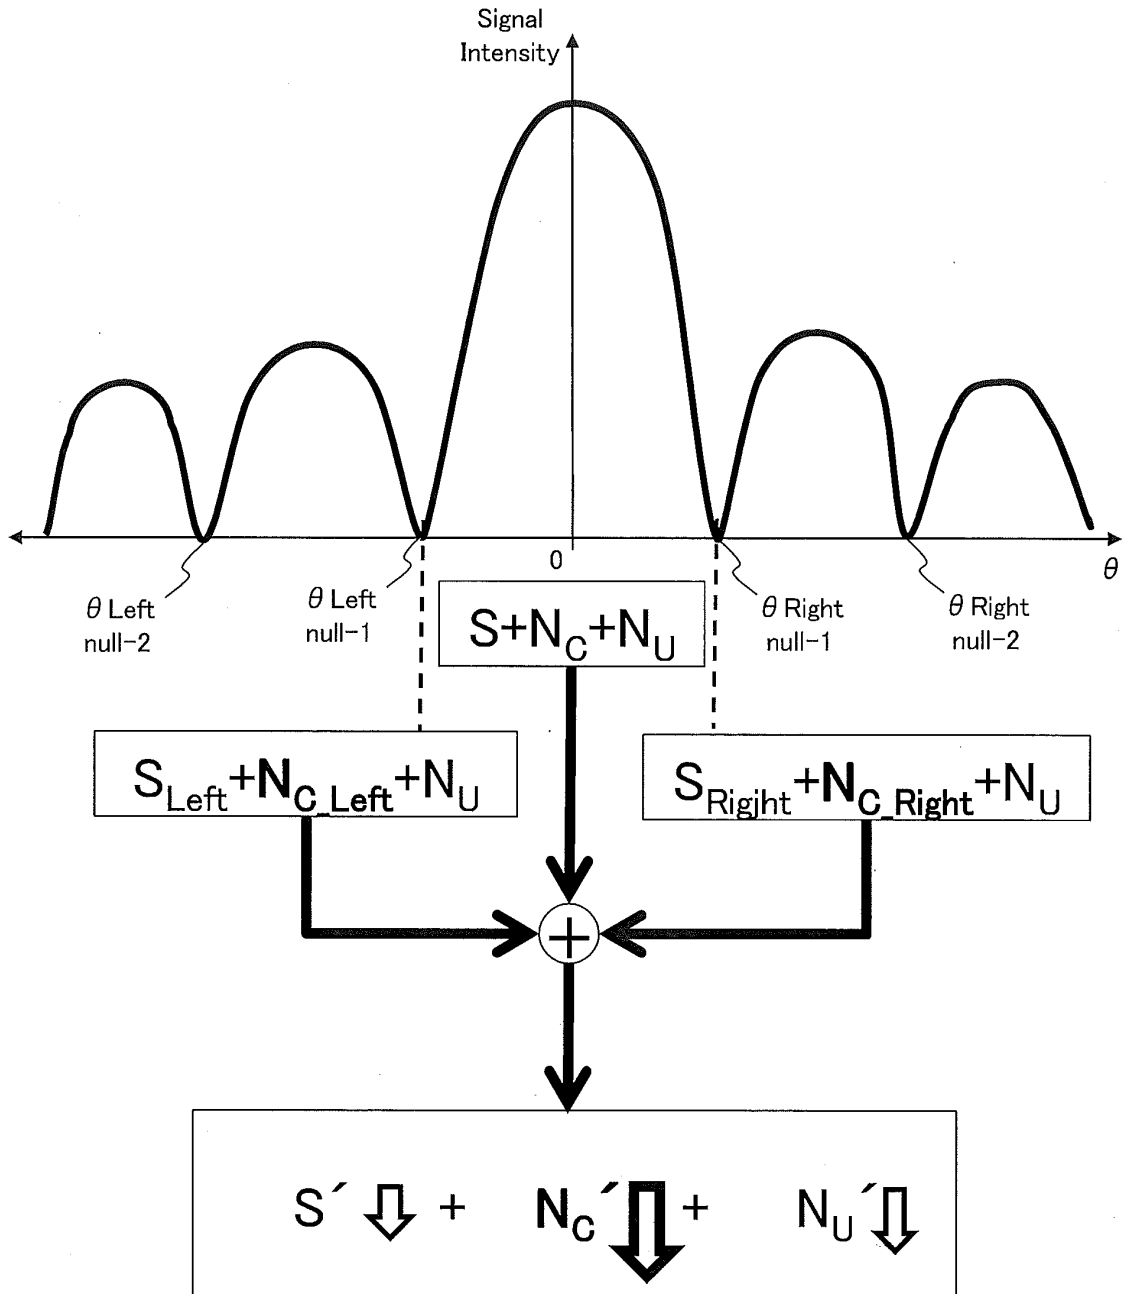 Signal
Intensity
0
θ
θ Left
null-2
θ Left
null-1
θ Right
null-1
θ Right
null-2
S+N_C+N_U
S_Left+N_C_Left+N_U
S_Rigjht+N_C_Right+N_U
+
S´ + N_C´ + N_U´